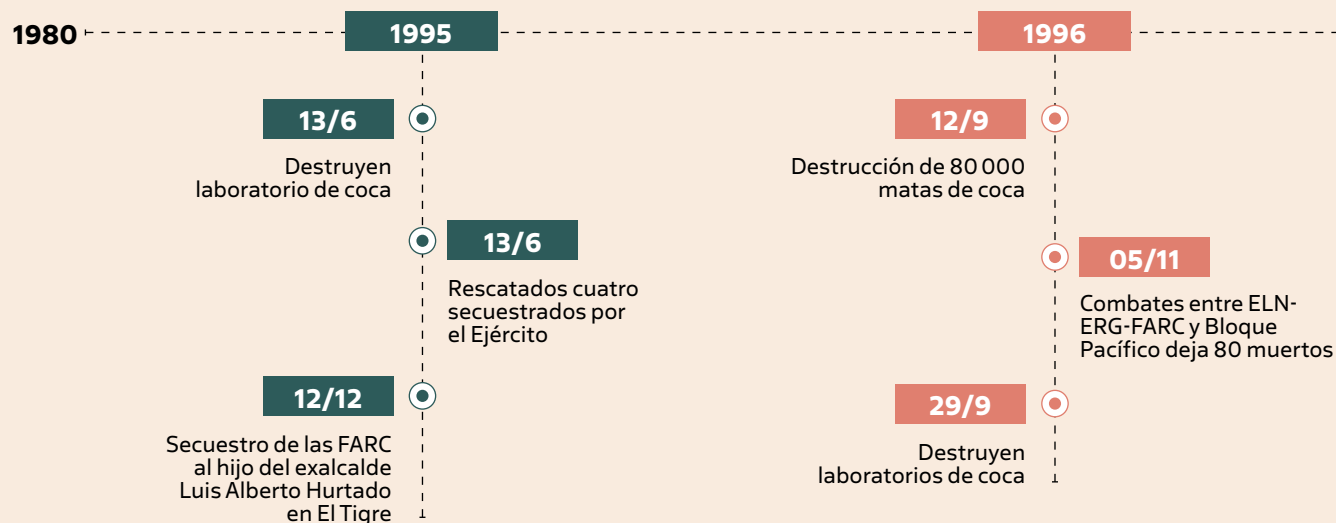 1980
1995
13/6
Destruyen
laboratorio de coca
13/6
Rescatados cuatro
secuestrados por
el Ejército
12/12
Secuestro de las FARC
al hijo del exalcalde
Luis Alberto Hurtado
en El Tigre
1996
12/9
Destrucción de 80 000
matas de coca
05/11
Combates entre ELN-
ERG-FARC y Bloque
Pacífico deja 80 muertos
29/9
Destruyen
laboratorios de coca